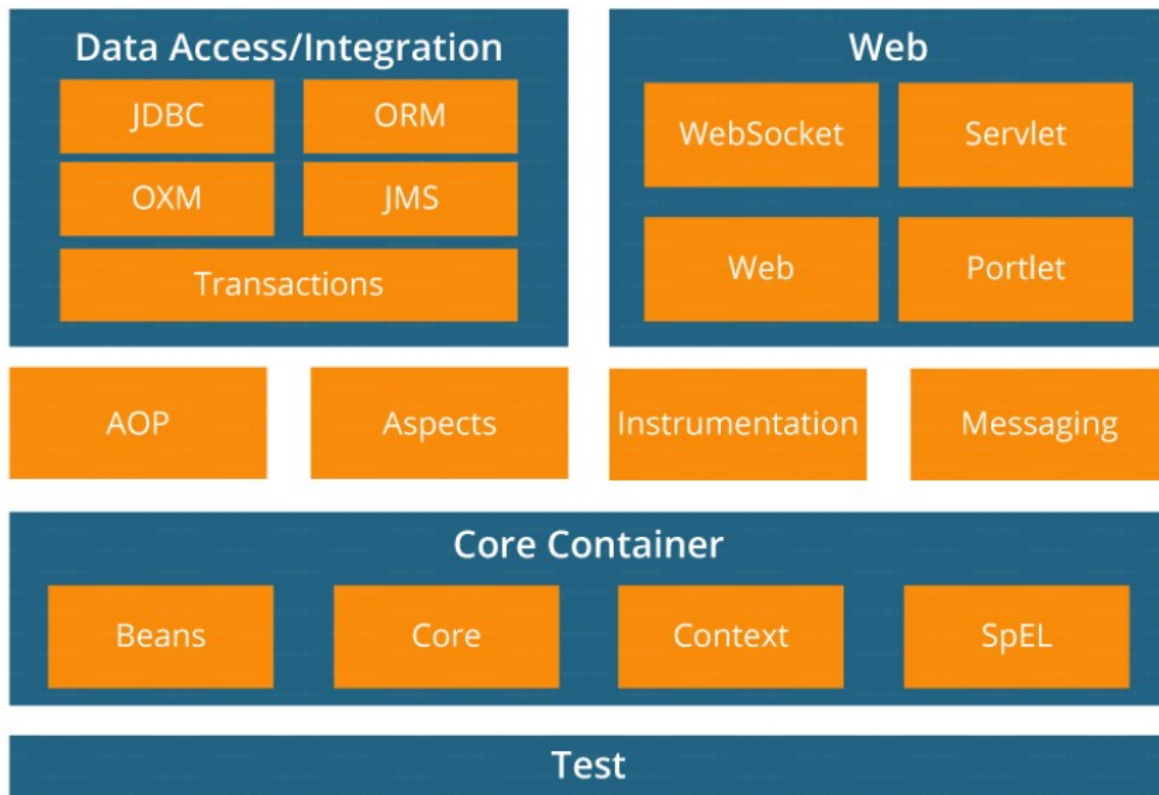 Data Access/Integration
JDBC
ORM
OXM
JMS
Transactions
Web
WebSocket
Servlet
Web
Portlet
AOP
Aspects
Instrumentation
Messaging
Core Container
Beans
Core
Context
SpEL
Test